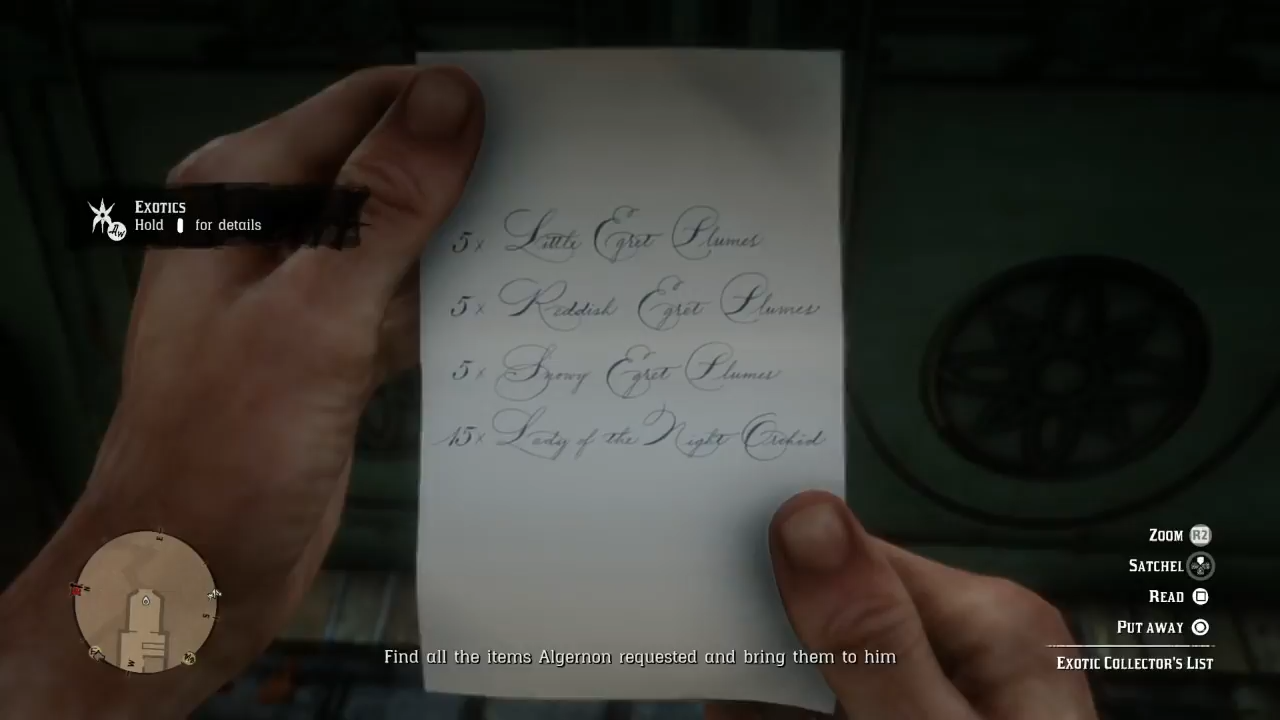 EXOTICS
Hold for details
5x Little Egret Plumes
5x Reddish Egret Plumes
5x Snowy Egret Plumes
15x Lady of the Night Orchid
ZOOM R2
SATCHEL
READ
PUT AWAY
Find all the items Algernon requested and bring them to him
EXOTIC COLLECTOR'S LIST